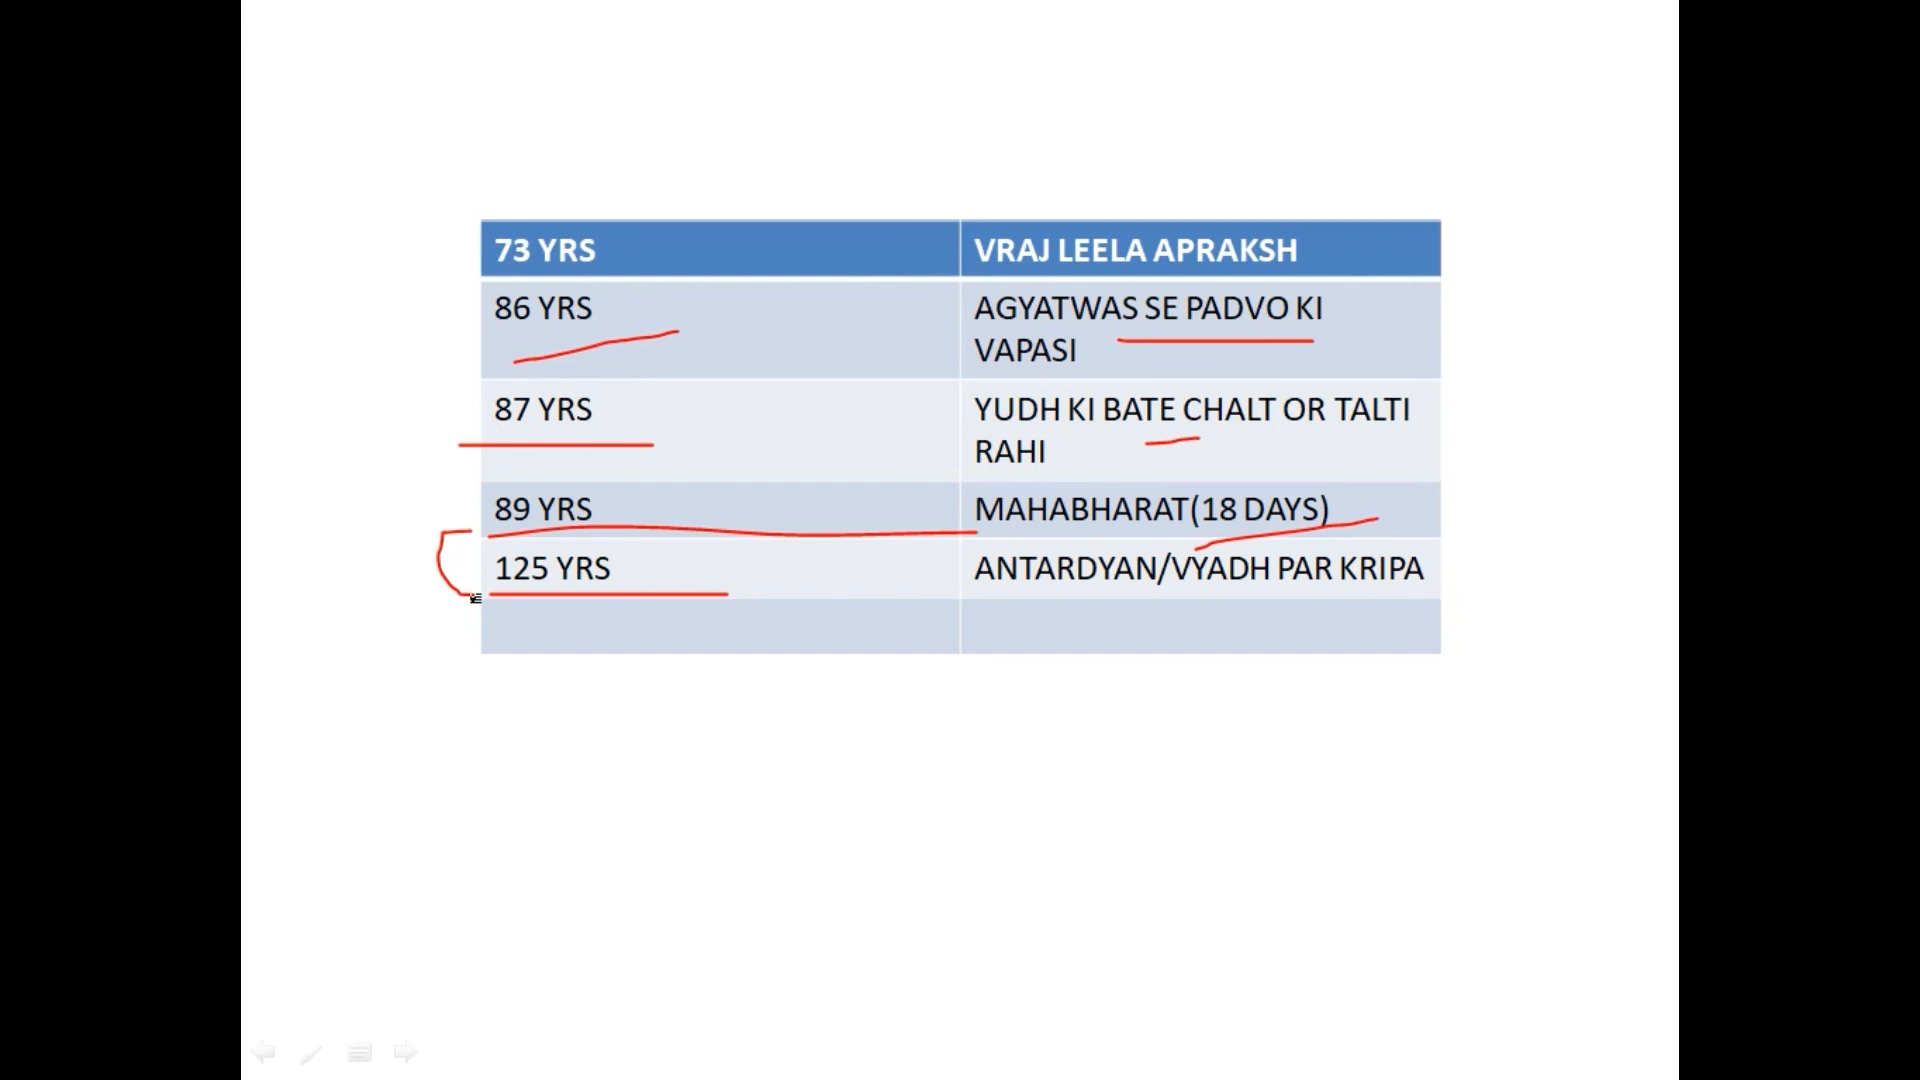 73 YRS
VRAJ LEELA APRAKSH
86 YRS
AGYATWAS SE PADVO KI
VAPASI
87 YRS
YUDH KI BATE CHALT OR TALTI
RAHI
89 YRS
MAHABHARAT(18 DAYS)
125 YRS
ANTARDYAN/VYADH PAR KRIPA